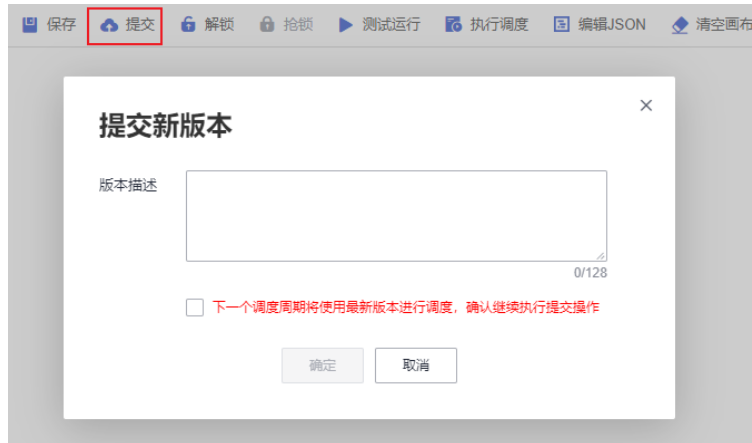 保存 提交 解锁 抢锁 测试运行 执行调度 编辑JSON 清空画布
提交新版本
版本描述
0/128
下一个调度周期将使用最新版本进行调度，确认继续执行提交操作
确定 取消